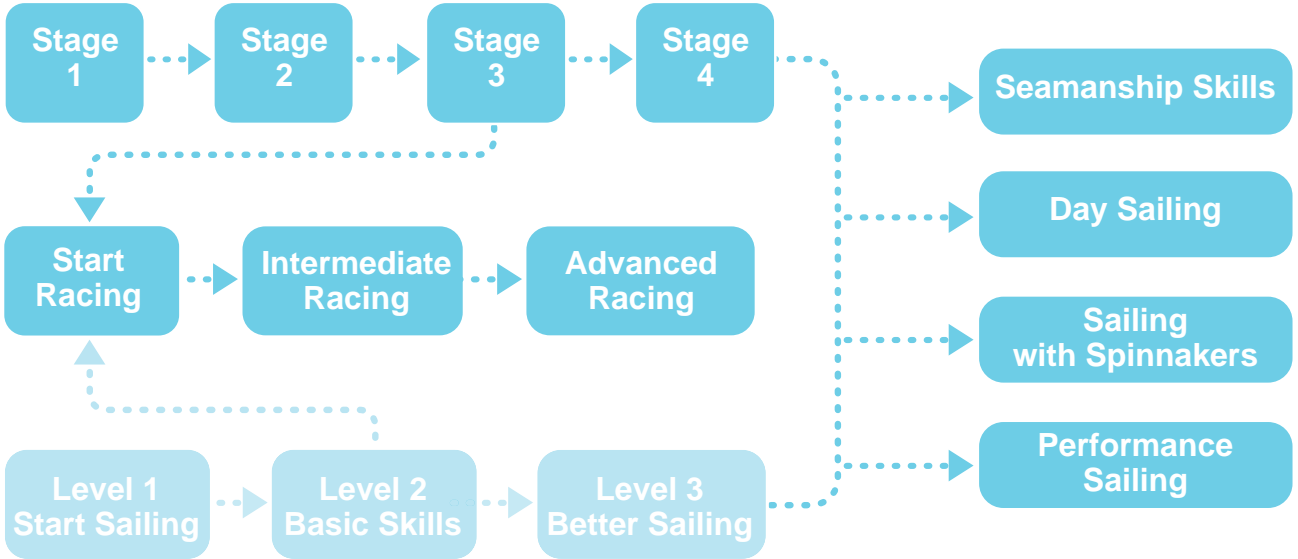 Stage
1
Stage
2
Stage
3
Stage
4
Seamanship Skills
Day Sailing
Start
Racing
Intermediate
Racing
Advanced
Racing
Sailing
with Spinnakers
Performance
Sailing
Level 1
Start Sailing
Level 2
Basic Skills
Level 3
Better Sailing